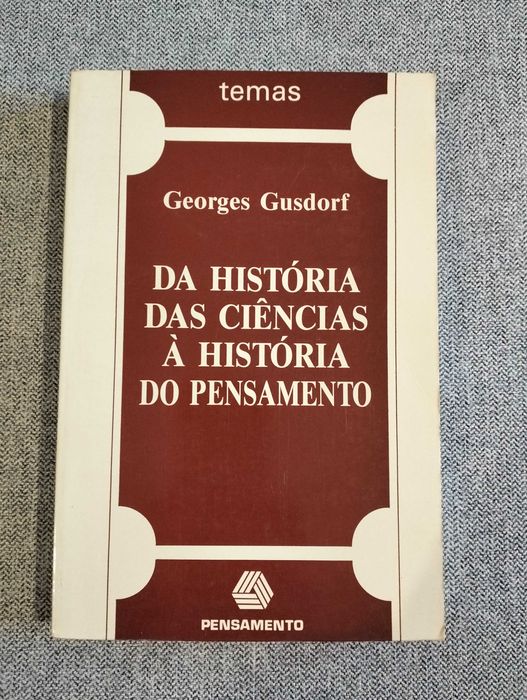 temas
Georges Gusdorf
DA HISTÓRIA
DAS CIÊNCIAS
À HISTÓRIA
DO PENSAMENTO
PENSAMENTO